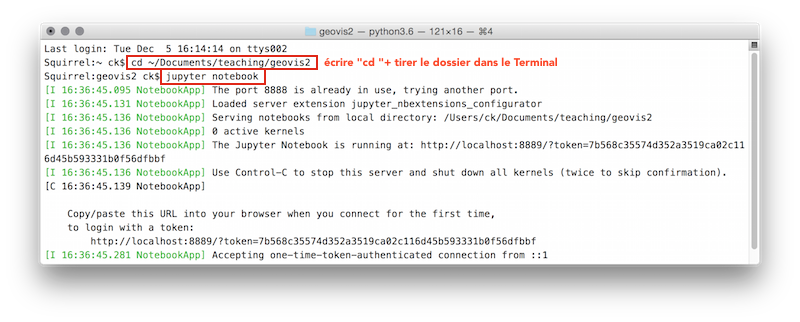 geovis2 — python3.6 — 121×16 — ⌘4
Last login: Tue Dec  5 16:14:14 on ttys002
Squirrel:~ ck$ cd ~/Documents/teaching/geovis2 écrire "cd "+ tirer le dossier dans le Terminal
Squirrel:geovis2 ck$ jupyter notebook
[I 16:36:45.095 NotebookApp] The port 8888 is already in use, trying another port.
[I 16:36:45.131 NotebookApp] Loaded server extension jupyter_nbextensions_configurator
[I 16:36:45.136 NotebookApp] Serving notebooks from local directory: /Users/ck/Documents/teaching/geovis2
[I 16:36:45.136 NotebookApp] 0 active kernels
[I 16:36:45.136 NotebookApp] The Jupyter Notebook is running at: http://localhost:8889/?token=7b568c35574d352a3519ca02c11
6d45b593331b0f56dfbbf
[I 16:36:45.136 NotebookApp] Use Control-C to stop this server and shut down all kernels (twice to skip confirmation).
[C 16:36:45.139 NotebookApp]
Copy/paste this URL into your browser when you connect for the first time,
to login with a token:
http://localhost:8889/?token=7b568c35574d352a3519ca02c116d45b593331b0f56dfbbf
[I 16:36:45.281 NotebookApp] Accepting one-time-token-authenticated connection from ::1